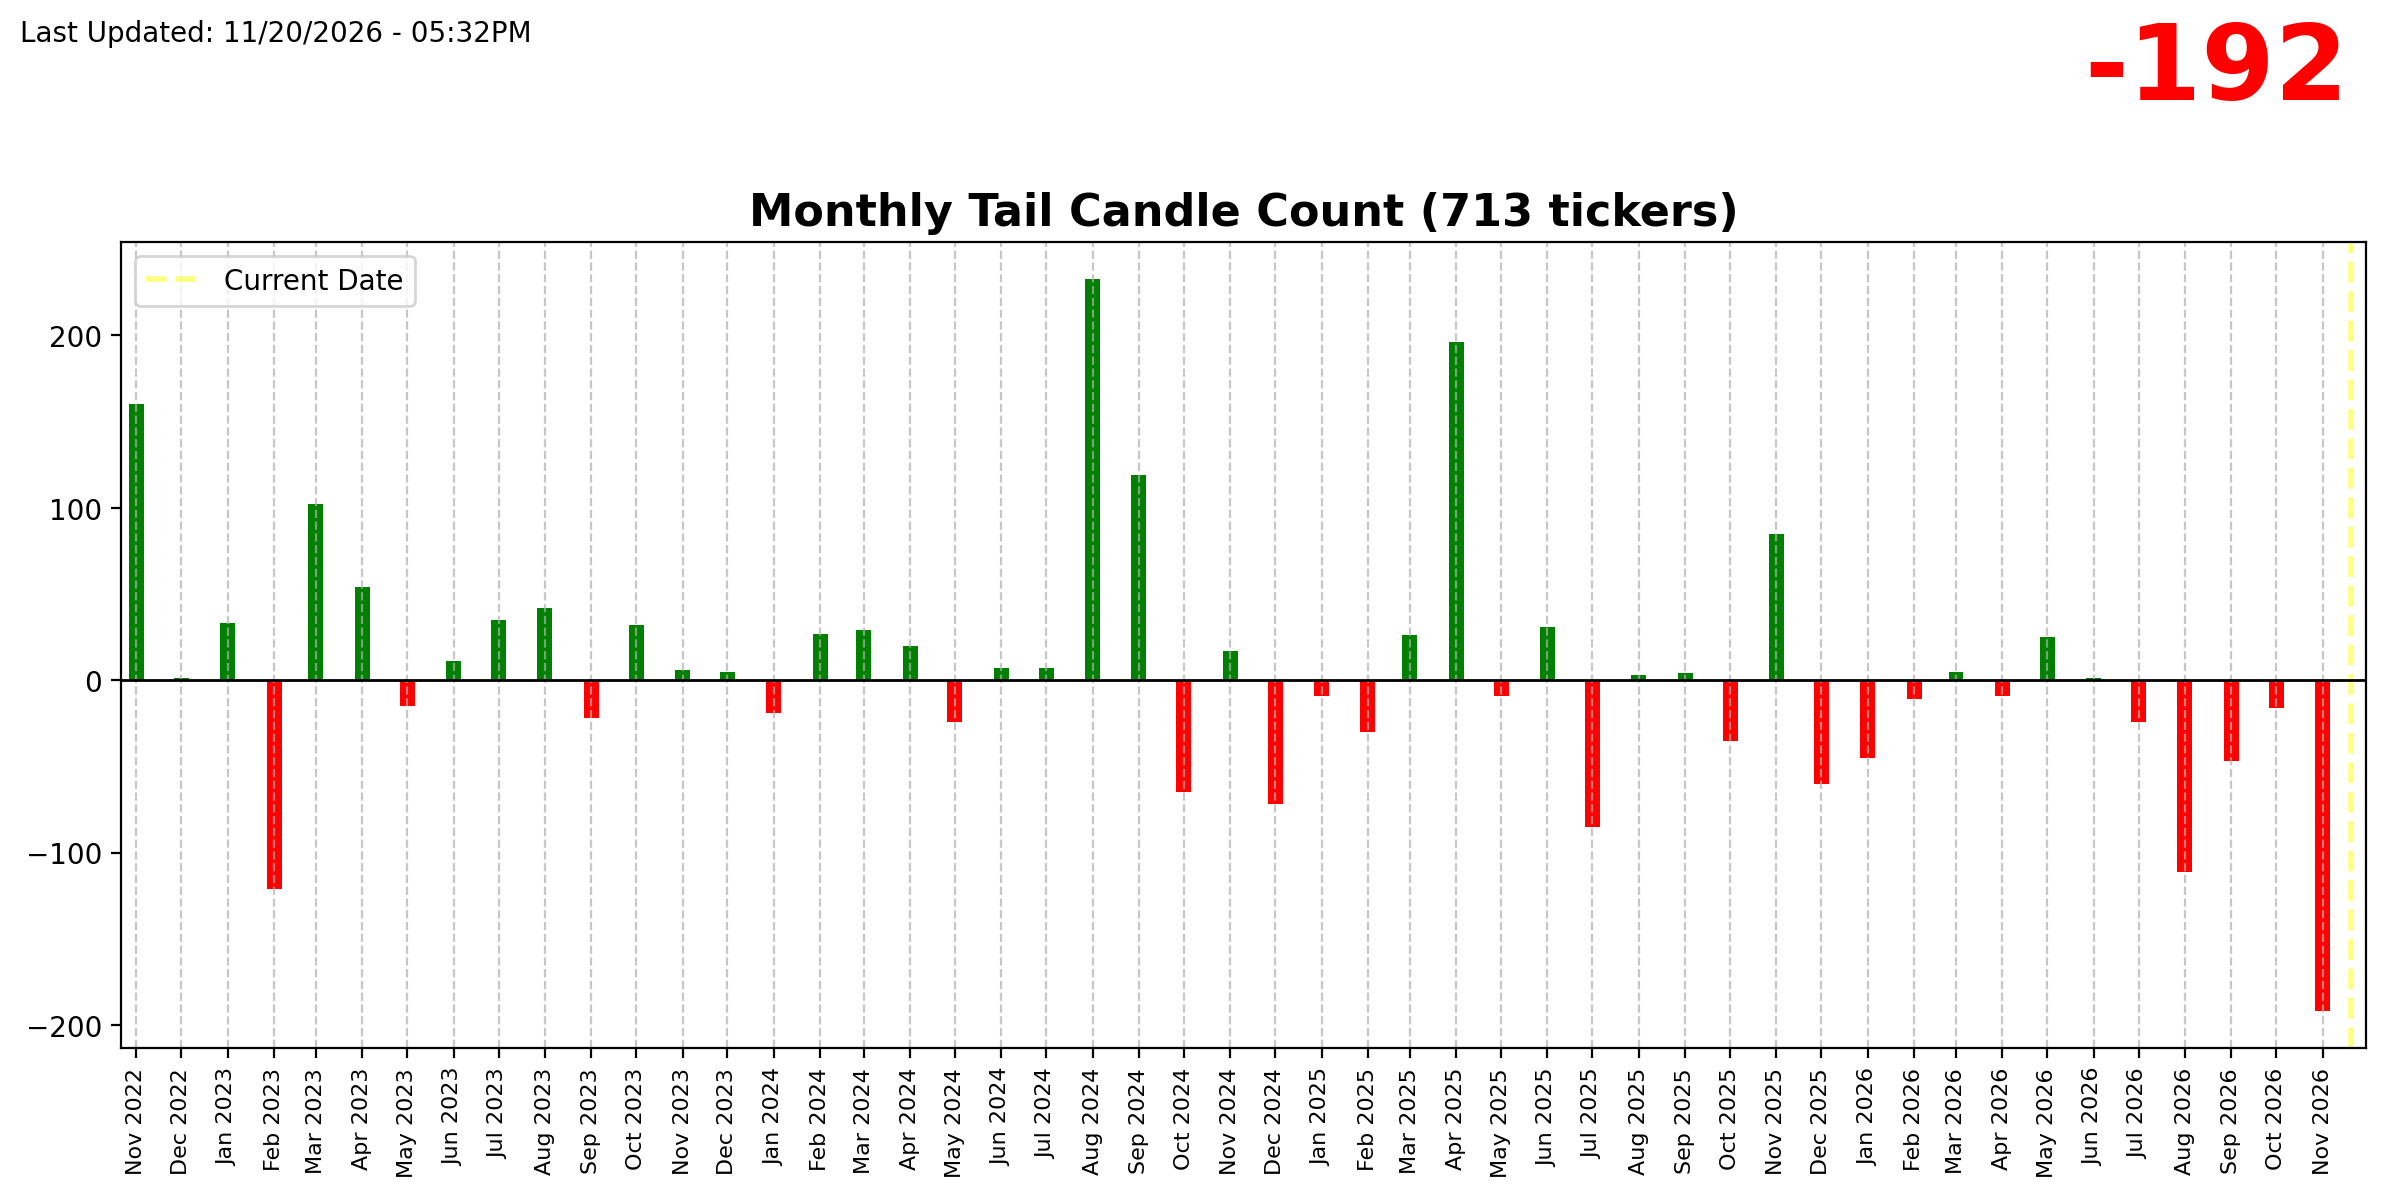 Last Updated: 11/20/2026 - 05:32PM
-192
Monthly Tail Candle Count (713 tickers)
Current Date
200
100
0
−100
−200
Nov 2022
Dec 2022
Jan 2023
Feb 2023
Mar 2023
Apr 2023
May 2023
Jun 2023
Jul 2023
Aug 2023
Sep 2023
Oct 2023
Nov 2023
Dec 2023
Jan 2024
Feb 2024
Mar 2024
Apr 2024
May 2024
Jun 2024
Jul 2024
Aug 2024
Sep 2024
Oct 2024
Nov 2024
Dec 2024
Jan 2025
Feb 2025
Mar 2025
Apr 2025
May 2025
Jun 2025
Jul 2025
Aug 2025
Sep 2025
Oct 2025
Nov 2025
Dec 2025
Jan 2026
Feb 2026
Mar 2026
Apr 2026
May 2026
Jun 2026
Jul 2026
Aug 2026
Sep 2026
Oct 2026
Nov 2026